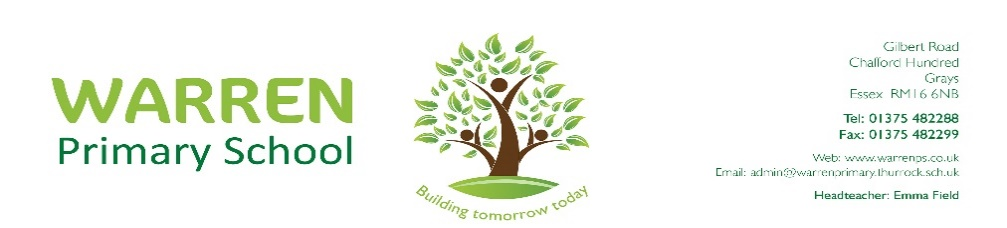 WARREN
Primary School
Building tomorrow today
Gilbert Road
Chafford Hundred
Grays
Essex RM16 6NB
Tel: 01375 482288
Fax: 01375 482299
Web: www.warrenps.co.uk
Email: admin@warrenprimary.thurrock.sch.uk
Headteacher: Emma Field